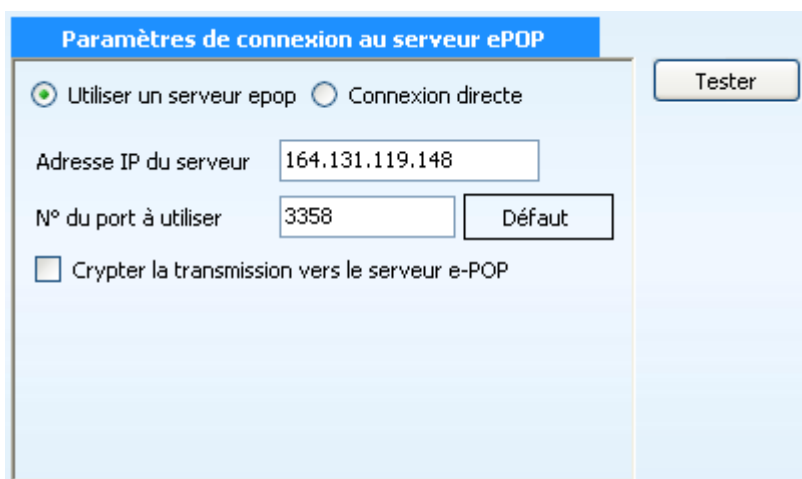 Paramètres de connexion au serveur ePOP
Tester
Utiliser un serveur epop Connexion directe
Adresse IP du serveur 164.131.119.148
N° du port à utiliser 3358 Défaut
Crypter la transmission vers le serveur e-POP